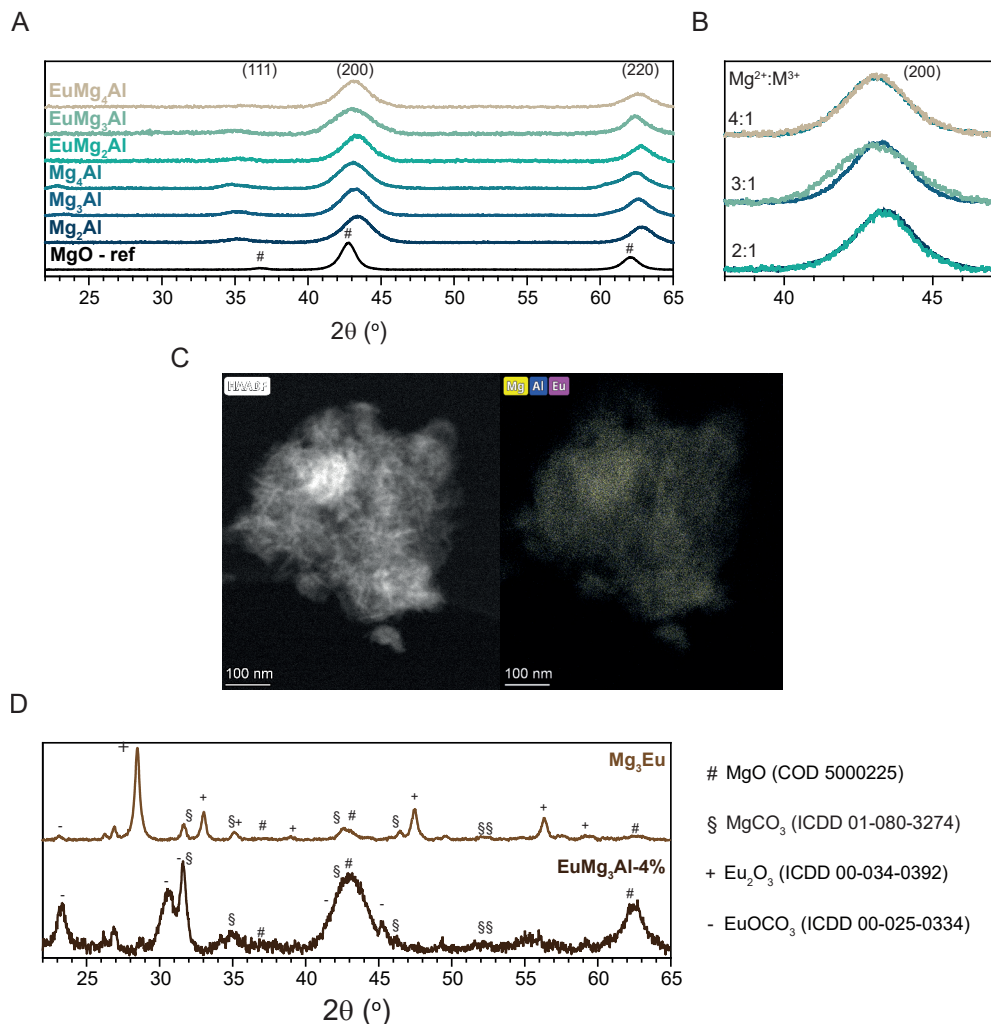 A
(111) (200) (220)
EuMg₄Al
EuMg₃Al
EuMg₂Al
Mg₄Al
Mg₃Al
Mg₂Al
MgO - ref
# # #
25 30 35 40 45 50 55 60 65
2θ (°)
B
Mg²⁺:M³⁺ (200)
4:1
3:1
2:1
40 45
C
HAADF
100 nm
Mg Al Eu
100 nm
D
Mg₃Eu
- + § + §+ # + § # § + §§ + + #
EuMg₃Al-4%
- - -§ § # - § # - § §§ #
25 30 35 40 45 50 55 60 65
2θ (°)
# MgO (COD 5000225)
§ MgCO₃ (ICDD 01-080-3274)
+ Eu₂O₃ (ICDD 00-034-0392)
- EuOCO₃ (ICDD 00-025-0334)